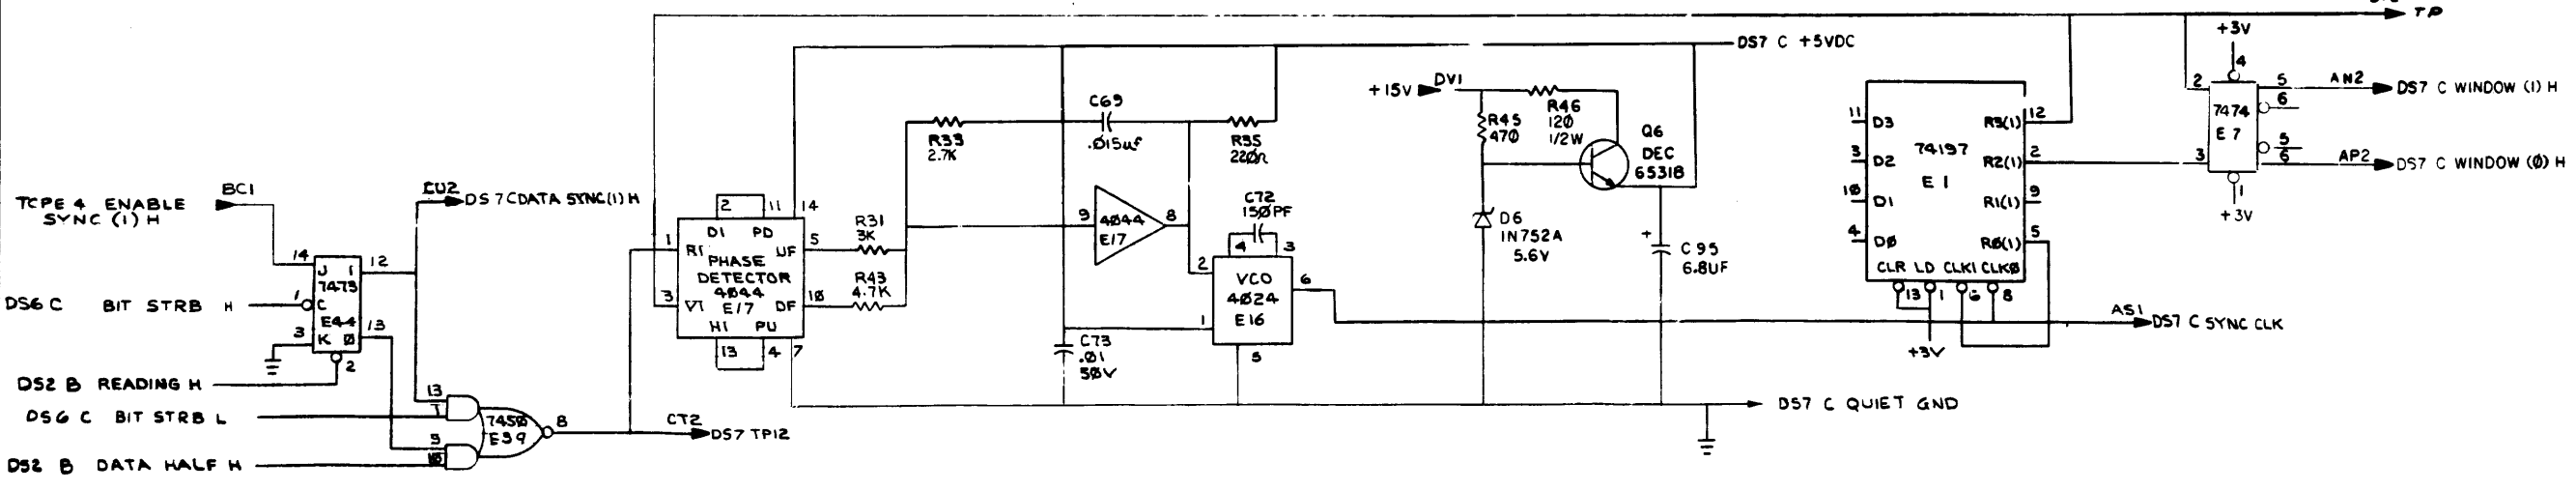 TP
+3V
DS7 C +5VDC
4
2
5
AN2
DS7 C WINDOW (1) H
6
7474
E7
5
6
AP2
DS7 C WINDOW (Ø) H
3
1
+3V
C69
.Ø15uf
R33
2.7K
R35
22ØΩ
+15V
DV1
R45
47Ø
R46
12Ø
1/2W
Q6
DEC
6531B
D6
IN752A
5.6V
+
C95
6.8UF
11
D3
R3(1)
12
3
D2
74197
R2(1)
2
E1
1Ø
D1
R1(1)
9
4
DØ
RØ(1)
5
CLR LD CLK1 CLKØ
13
1
6
8
+3V
AS1
DS7 C SYNC CLK
TCPE 4 ENABLE
SYNC (1) H
BC1
CU2
DS7 C DATA SYNC(1) H
14
J
1
12
7473
DS6 C BIT STRB H
1
C
E44
3
K
Ø
13
2
DS2 B READING H
DS6 C BIT STRB L
13
1
745Ø
E39
8
CT2
DS7 TP12
DS2 B DATA HALF H
2
11
14
D1 PD
1
R1
UF
5
R31
3K
PHASE
DETECTOR
4Ø44
R43
4.7K
3
V1
E17
DF
1Ø
H1 PU
13
4
7
9
4Ø44
E17
8
C72
15ØPF
4
3
2
VCO
4Ø24
E16
6
1
5
C73
.Ø1
5ØV
DS7 C QUIET GND